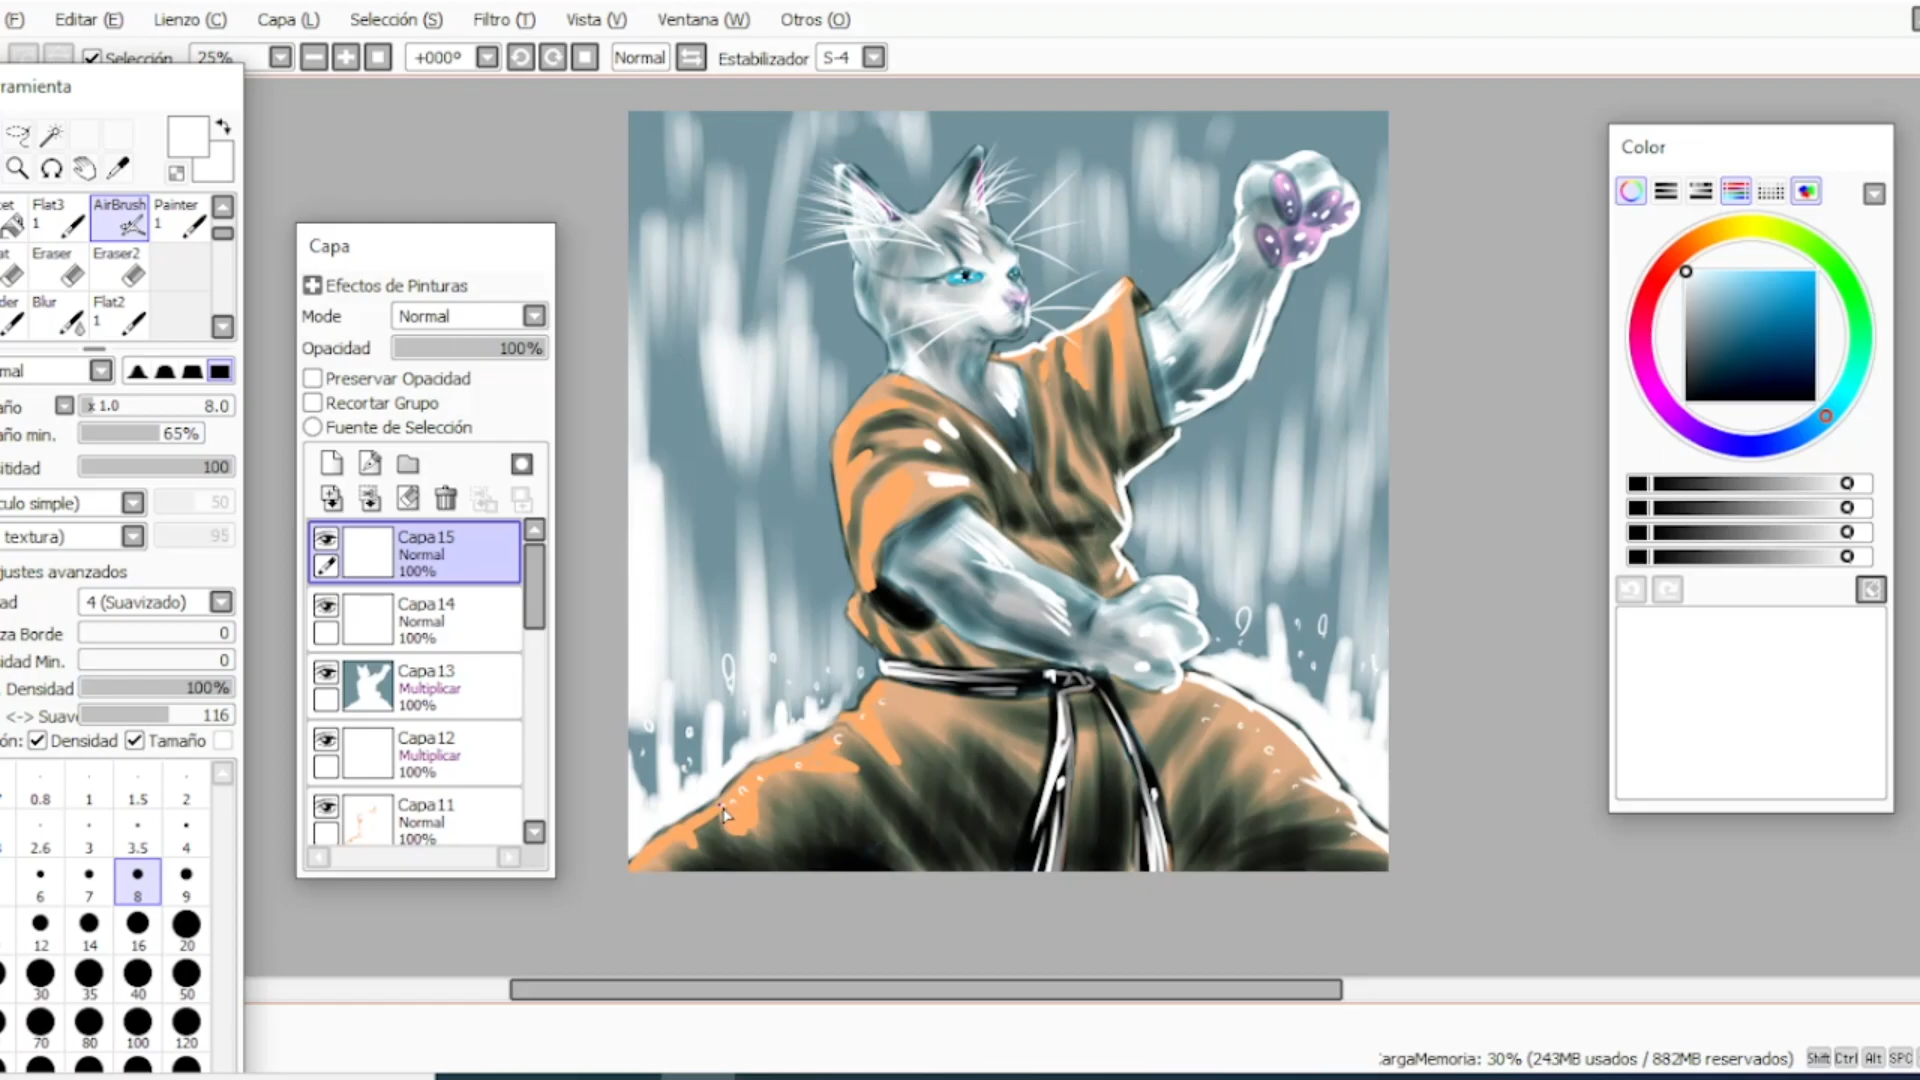 (F) Editar (E) Lienzo (C) Capa (L) Selección (S) Filtro (T) Vista (V) Ventana (W) Otros (O)
Selección 25% +000º Normal Estabilizador S-4
ramienta
Flat3 AirBrush Painter
1 1
Eraser Eraser2
Blur Flat2
1
x 1.0 8.0
min. 65%
100
simple) 50
textura) 95
avanzados
4 (Suavizado)
Borde 0
Min. 0
Densidad 100%
<-> Suav 116
Densidad Tamaño
0.8 1 1.5 2
2.6 3 3.5 4
6 7 8 9
12 14 16 20
30 35 40 50
70 80 100 120
Capa
Efectos de Pinturas
Mode Normal
Opacidad 100%
Preservar Opacidad
Recortar Grupo
Fuente de Selección
Capa15
Normal
100%
Capa14
Normal
100%
Capa13
Multiplicar
100%
Capa12
Multiplicar
100%
Capa11
Normal
100%
Color
argaMemoria: 30% (243MB usados / 882MB reservados) Shift Ctrl Alt SPC